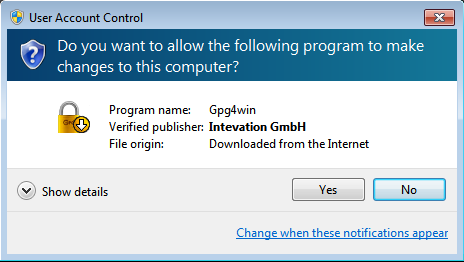 User Account Control
Do you want to allow the following program to make
changes to this computer?
Program name: Gpg4win
Verified publisher: Intevation GmbH
File origin: Downloaded from the Internet
Show details
Yes
No
Change when these notifications appear